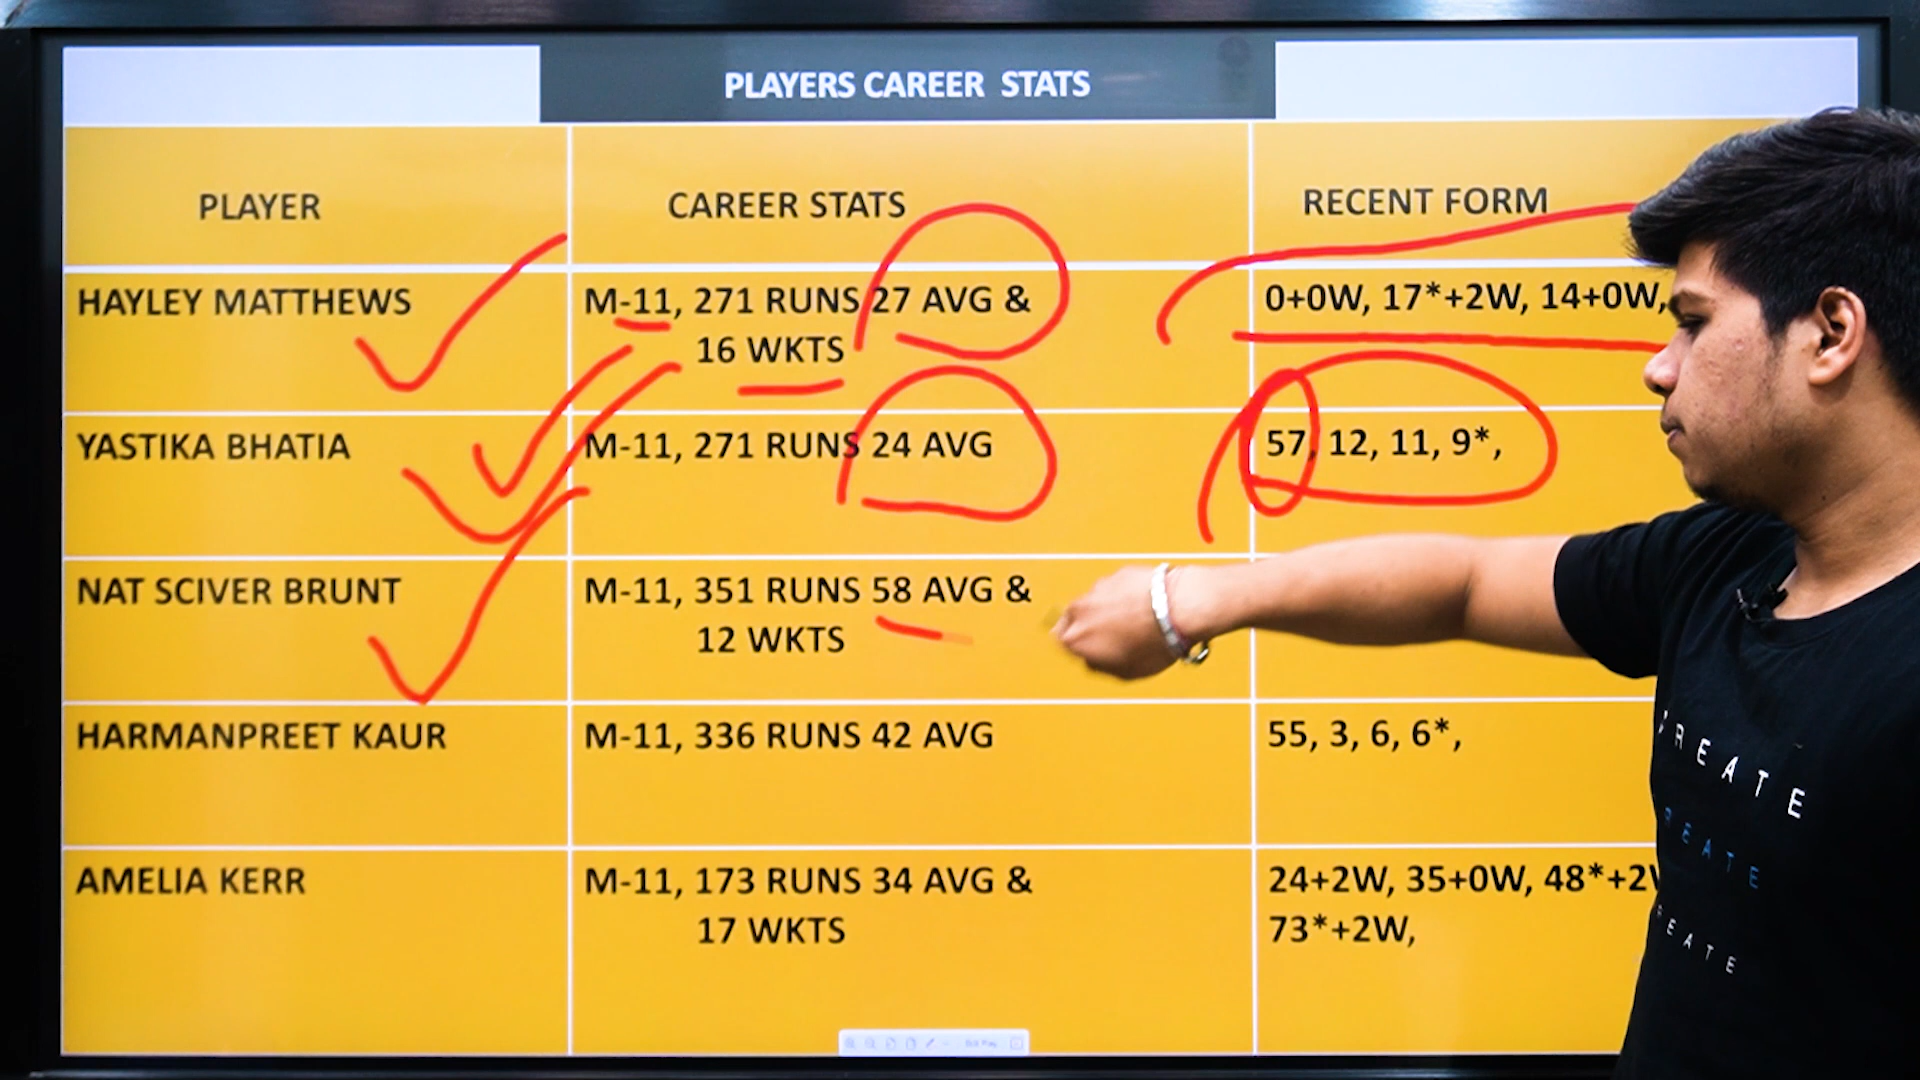 PLAYERS CAREER STATS
PLAYER CAREER STATS RECENT FORM
HAYLEY MATTHEWS M-11, 271 RUNS 27 AVG & 0+0W, 17*+2W, 14+0W,
16 WKTS
YASTIKA BHATIA M-11, 271 RUNS 24 AVG 57, 12, 11, 9*,
NAT SCIVER BRUNT M-11, 351 RUNS 58 AVG &
12 WKTS
HARMANPREET KAUR M-11, 336 RUNS 42 AVG 55, 3, 6, 6*,
AMELIA KERR M-11, 173 RUNS 34 AVG & 24+2W, 35+0W, 48*+2
17 WKTS 73*+2W,
CREATE
REATE
REATE